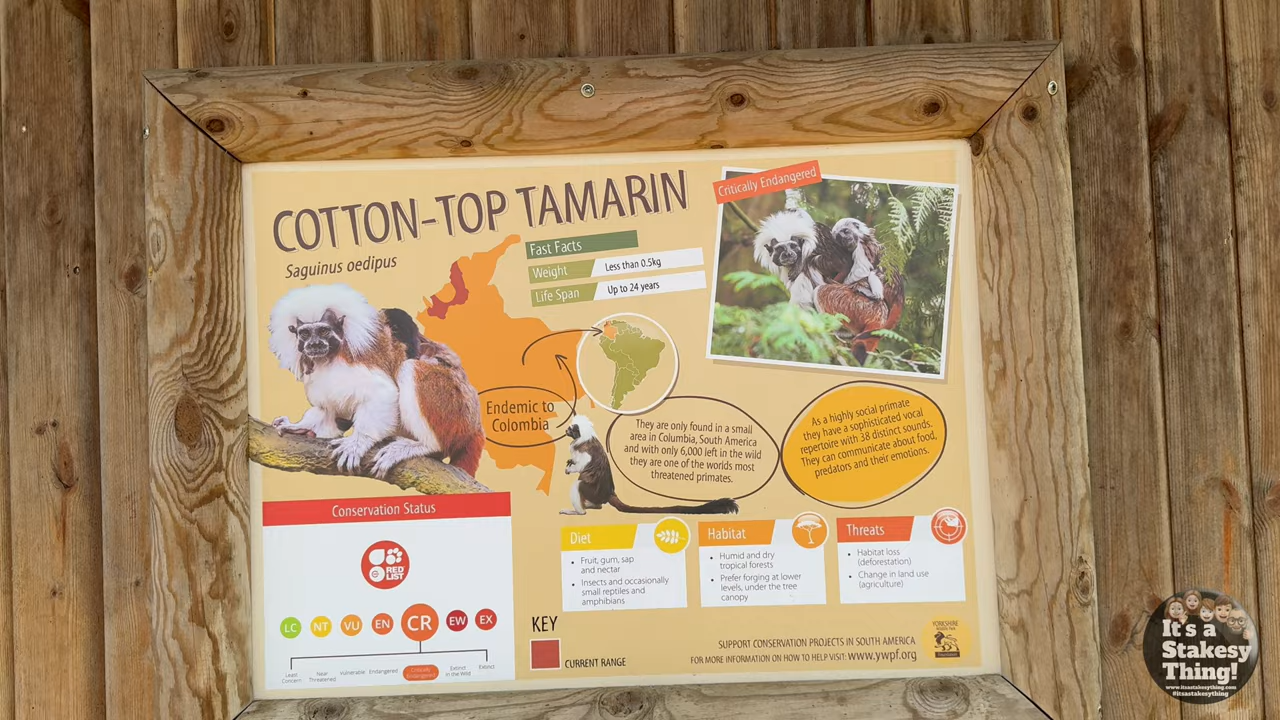 COTTON-TOP TAMARIN
Saguinus oedipus
Fast Facts
Weight Less than 0.5kg
Life Span Up to 24 years
Critically Endangered
Endemic to
Colombia
They are only found in a small
area in Columbia, South America
and with only 6,000 left in the wild
they are one of the worlds most
threatened primates.
As a highly social primate
they have a sophisticated vocal
repertoire with 38 distinct sounds.
They can communicate about food,
predators and their emotions.
Conservation Status
RED
LIST
LC NT VU EN CR EW EX
Least
Concern
Near
Threatened
Vulnerable
Endangered
Critically
Endangered
Extinct
in the Wild
Extinct
Diet
• Fruit, gum, sap
and nectar
• Insects and occasionally
small reptiles and
amphibians
Habitat
• Humid and dry
tropical forests
• Prefer forging at lower
levels, under the tree
canopy
Threats
• Habitat loss
(deforestation)
• Change in land use
(agriculture)
KEY
CURRENT RANGE
SUPPORT CONSERVATION PROJECTS IN SOUTH AMERICA
FOR MORE INFORMATION ON HOW TO HELP VISIT: www.ywpf.org
YORKSHIRE
WILDLIFE PARK
Foundation
It's a
Stakesy
Thing!
www.itsastakesything.com
#itsastakesything